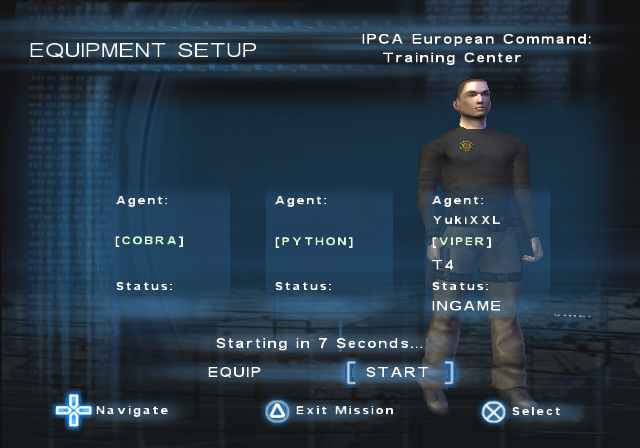 EQUIPMENT SETUP
IPCA European Command:
Training Center
Agent:
[COBRA]
Status:
Agent:
[PYTHON]
Status:
Agent:
YukiXXL
[VIPER]
T4
Status:
INGAME
Starting in 7 Seconds...
EQUIP
[ START ]
Navigate
Exit Mission
Select